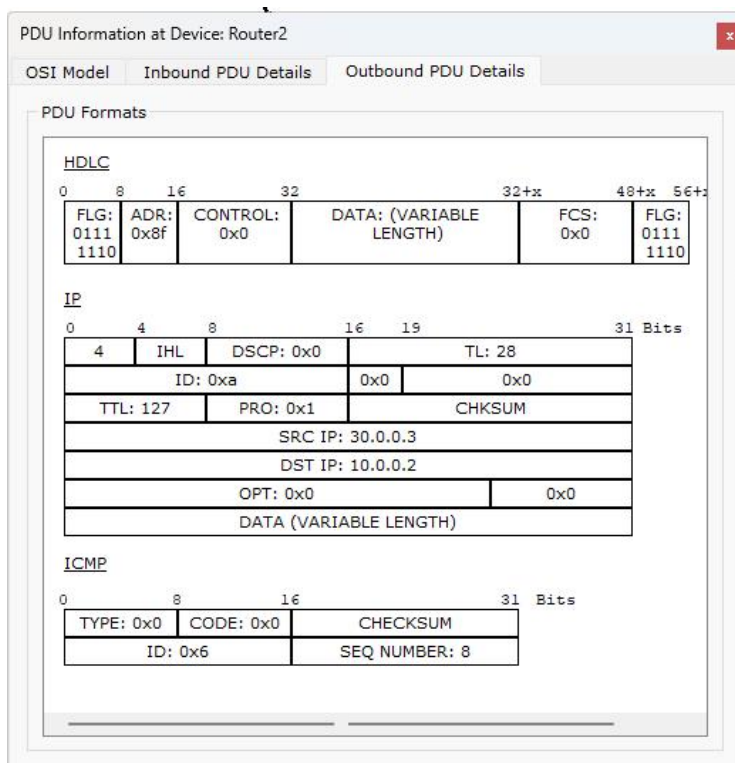 PDU Information at Device: Router2
x
OSI Model Inbound PDU Details Outbound PDU Details
PDU Formats
HDLC
0 8 16 32 32+x 48+x 56+x
FLG: ADR: CONTROL: DATA: (VARIABLE FCS: FLG:
0111 0x8f 0x0 LENGTH) 0x0 0111
1110 1110
IP
0 4 8 16 19 31 Bits
4 IHL DSCP: 0x0 TL: 28
ID: 0xa 0x0 0x0
TTL: 127 PRO: 0x1 CHKSUM
SRC IP: 30.0.0.3
DST IP: 10.0.0.2
OPT: 0x0 0x0
DATA (VARIABLE LENGTH)
ICMP
0 8 16 31 Bits
TYPE: 0x0 CODE: 0x0 CHECKSUM
ID: 0x6 SEQ NUMBER: 8